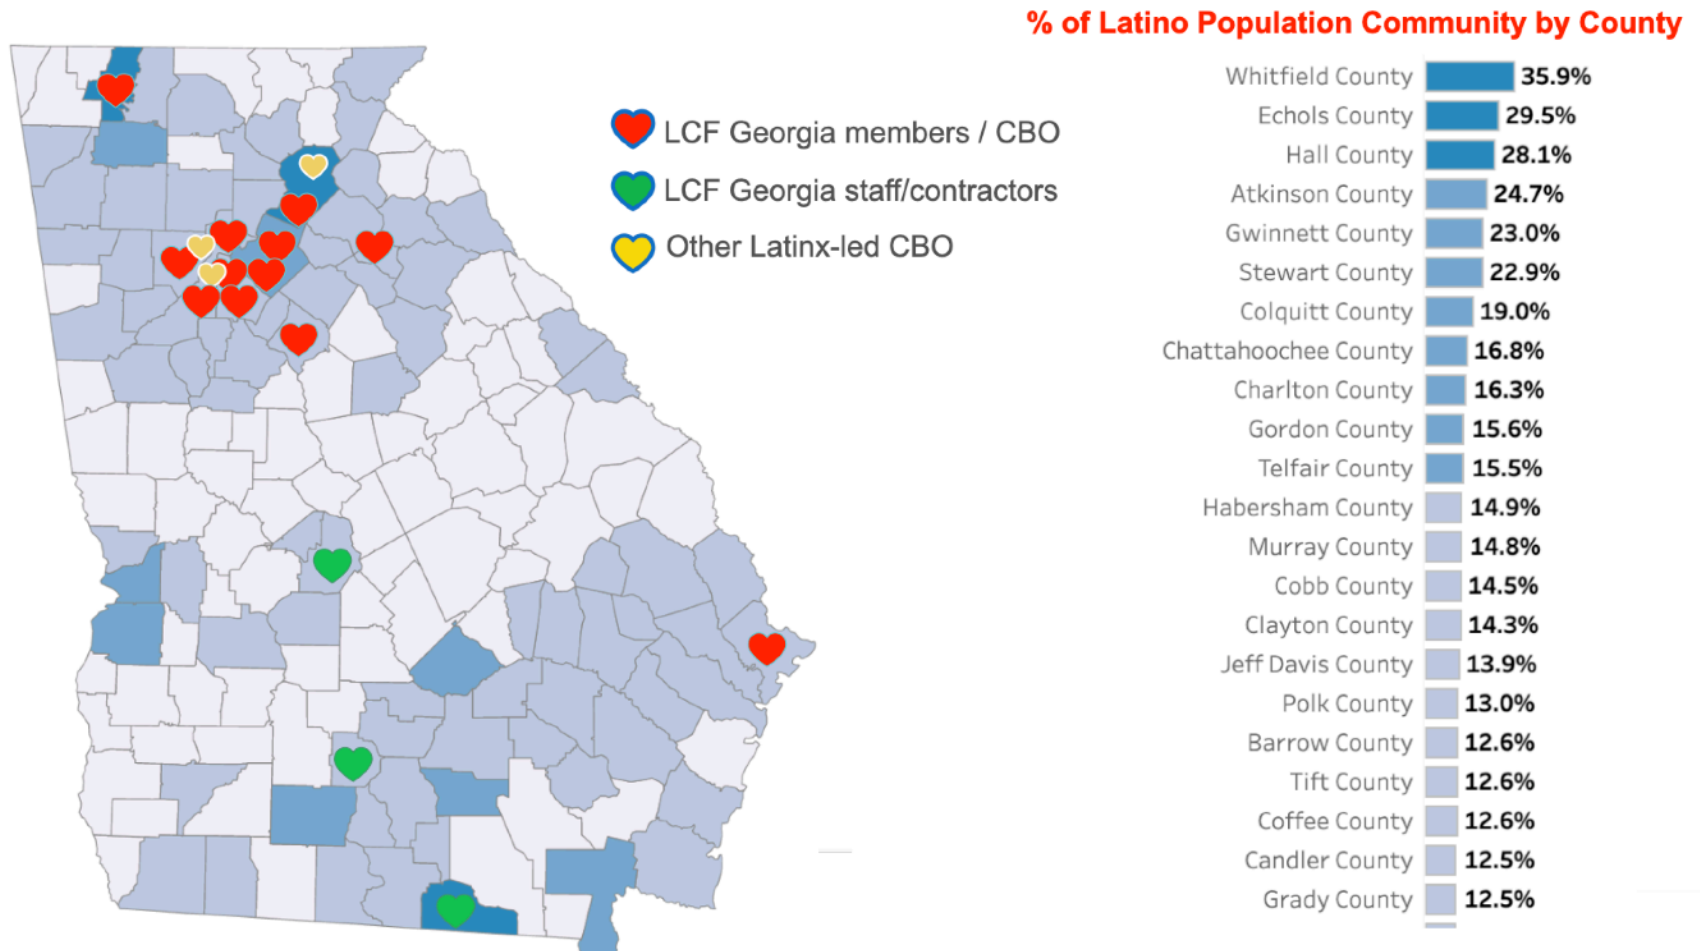 % of Latino Population Community by County
LCF Georgia members / CBO
LCF Georgia staff/contractors
Other Latinx-led CBO
Whitfield County 35.9%
Echols County 29.5%
Hall County 28.1%
Atkinson County 24.7%
Gwinnett County 23.0%
Stewart County 22.9%
Colquitt County 19.0%
Chattahoochee County 16.8%
Charlton County 16.3%
Gordon County 15.6%
Telfair County 15.5%
Habersham County 14.9%
Murray County 14.8%
Cobb County 14.5%
Clayton County 14.3%
Jeff Davis County 13.9%
Polk County 13.0%
Barrow County 12.6%
Tift County 12.6%
Coffee County 12.6%
Candler County 12.5%
Grady County 12.5%